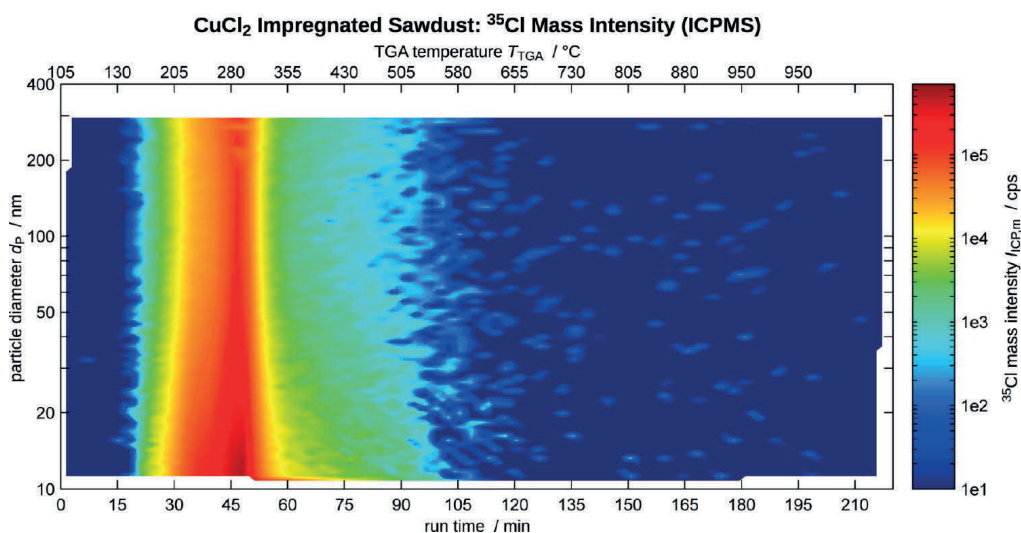 CuCl₂ Impregnated Sawdust: ³⁵Cl Mass Intensity (ICPMS)
TGA temperature T_TGA / °C
105 130 205 280 355 430 505 580 655 730 805 880 950 950
400
200
100
50
20
10
particle diameter d_P / nm
0 15 30 45 60 75 90 105 120 135 150 165 180 195 210
run time / min
1e5
1e4
1e3
1e2
1e1
³⁵Cl mass intensity I_ICP,m / cps